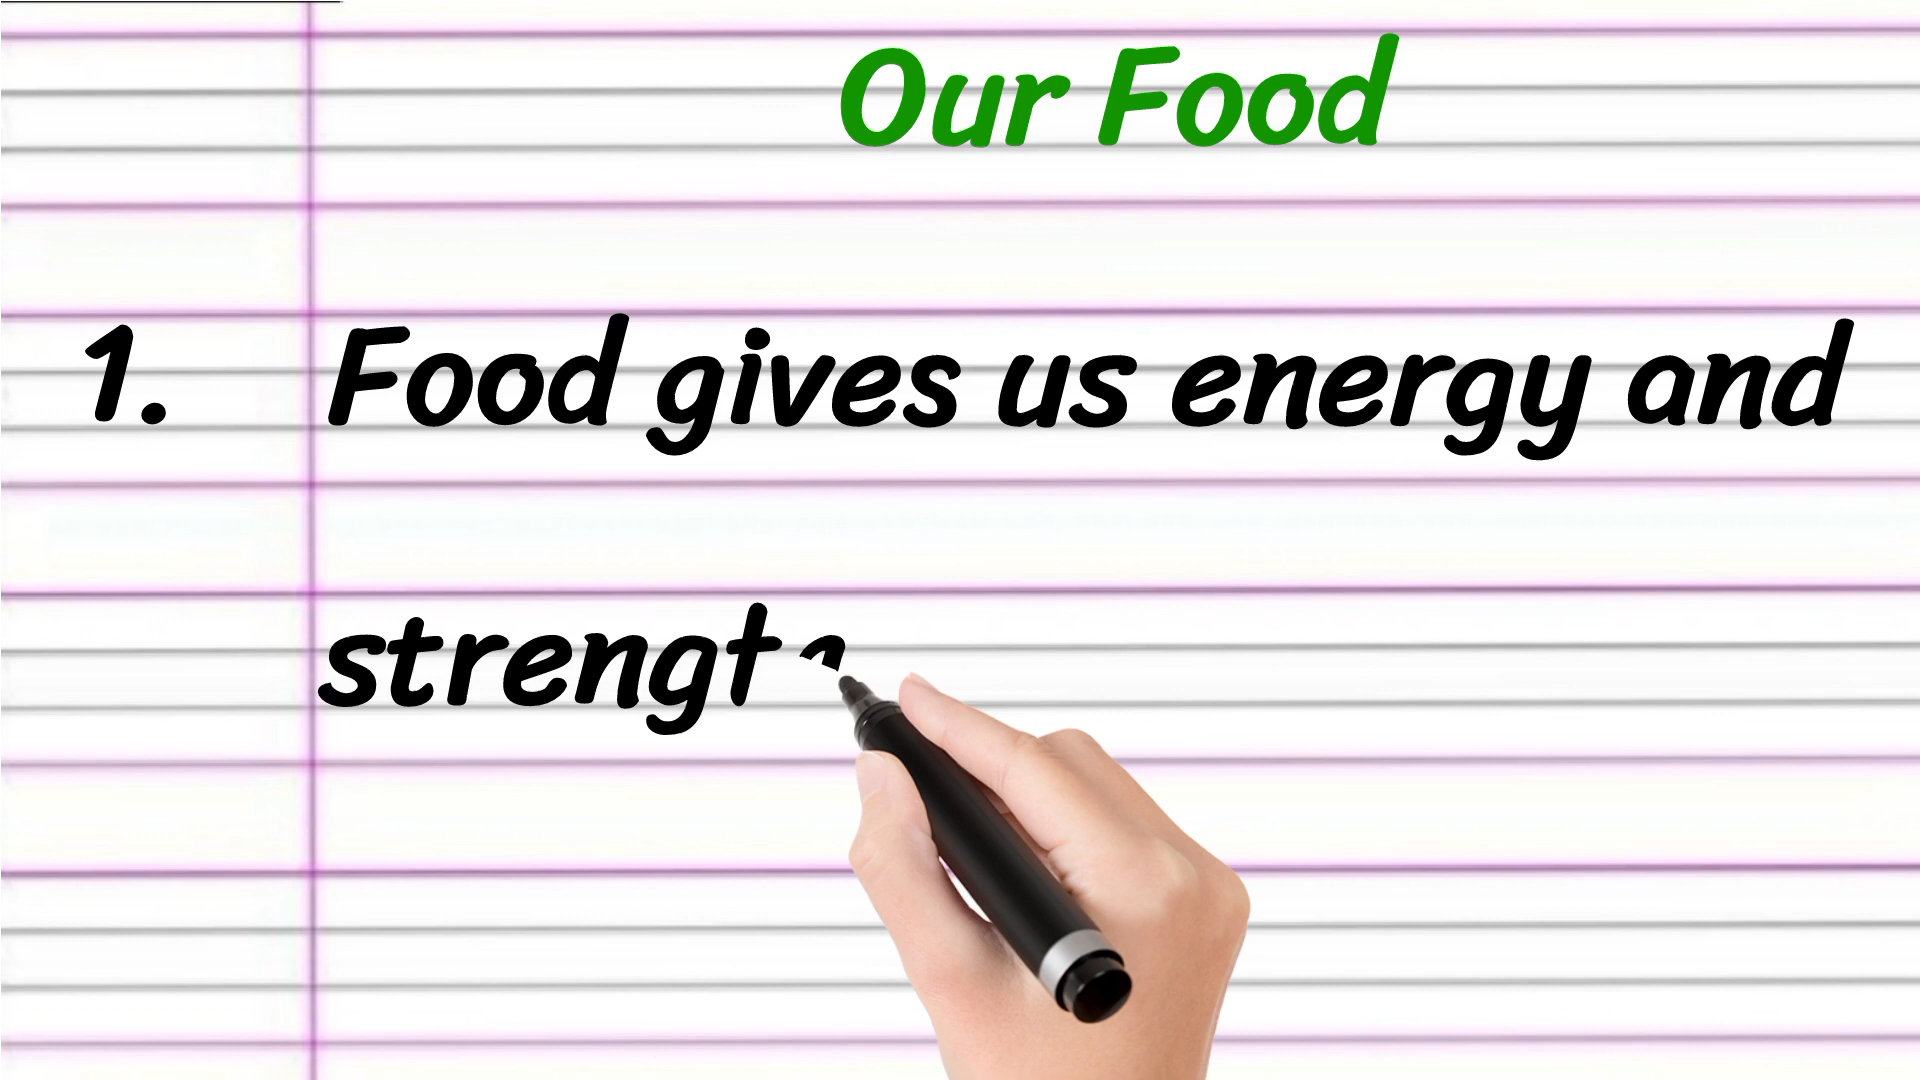 Our Food
1. Food gives us energy and
strengt